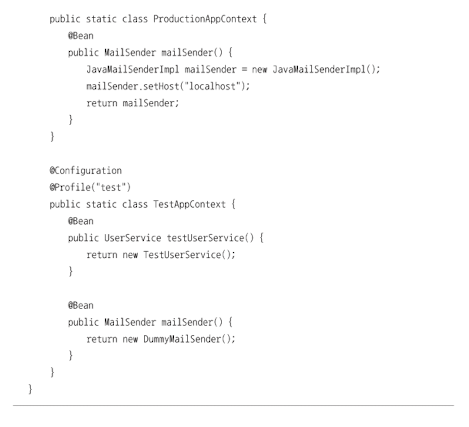 public static class ProductionAppContext {
@Bean
public MailSender mailSender() {
JavaMailSenderImpl mailSender = new JavaMailSenderImpl();
mailSender.setHost("localhost");
return mailSender;
}
}
@Configuration
@Profile("test")
public static class TestAppContext {
@Bean
public UserService testUserService() {
return new TestUserService();
}
@Bean
public MailSender mailSender() {
return new DummyMailSender();
}
}
}